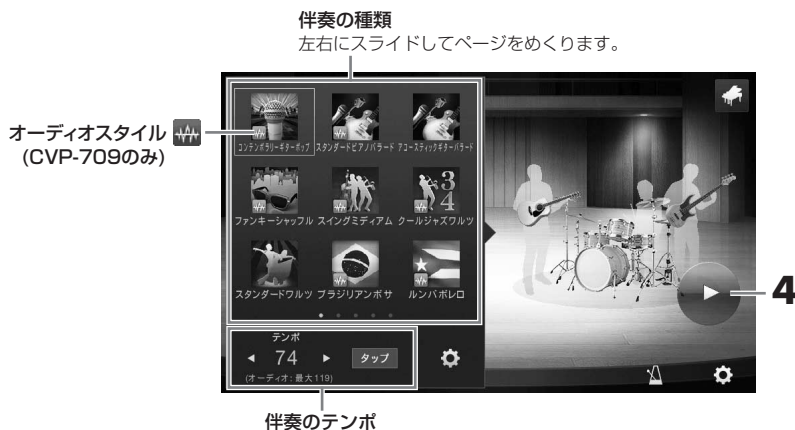 伴奏の種類
左右にスライドしてページをめくります。
オーディオスタイル
(CVP-709のみ)
コンテンポラリーギターポップ スタンダードピアノバラード アコースティックギターバラード
3
4
ファンキーシャッフル スイングミディアム クールジャズワルツ
スタンダードワルツ ブラジリアンボサ ルンバボレロ
4
テンポ
74 タップ
(オーディオ: 最大119)
伴奏のテンポ